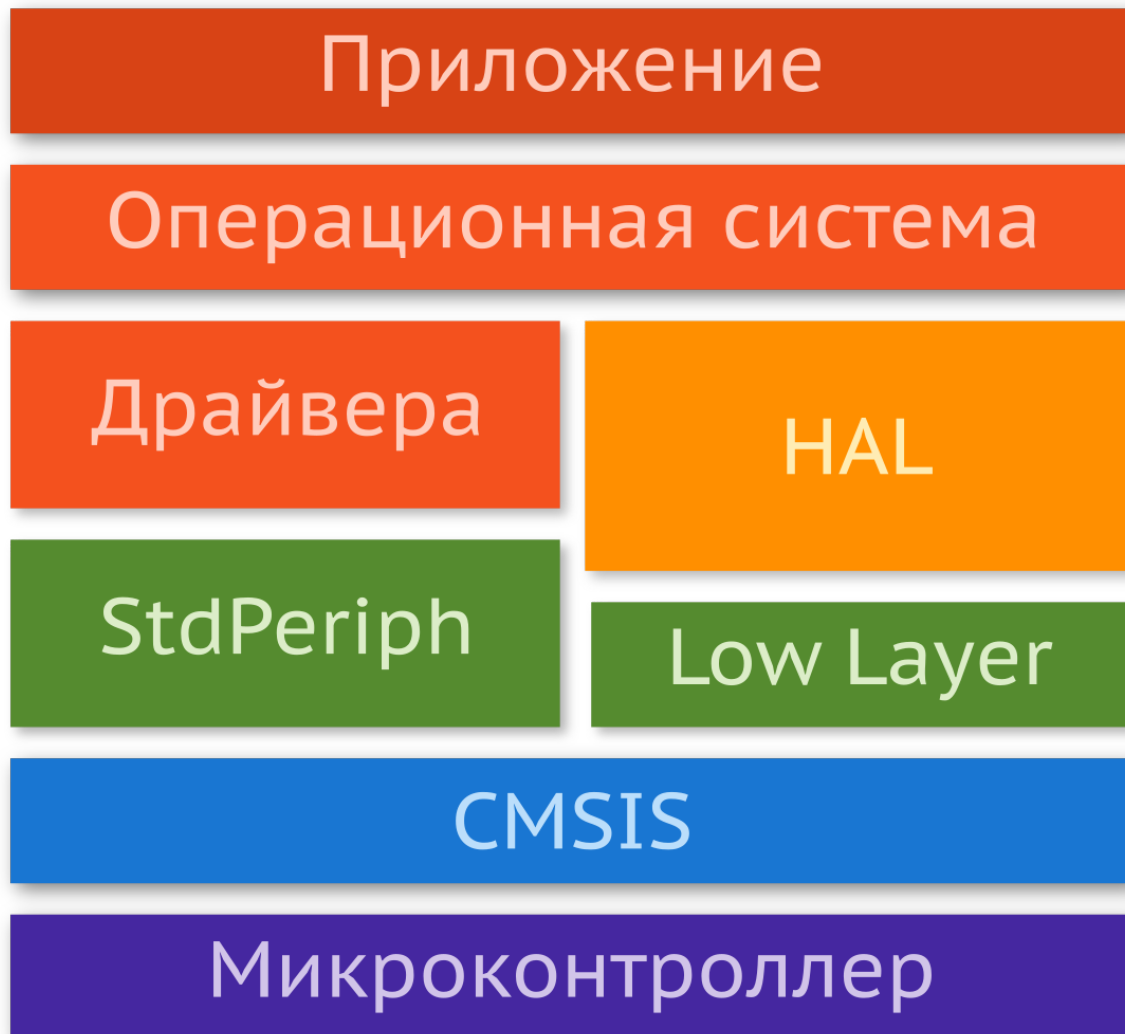 Приложение
Операционная система
Драйвера
HAL
StdPeriph
Low Layer
CMSIS
Микроконтроллер